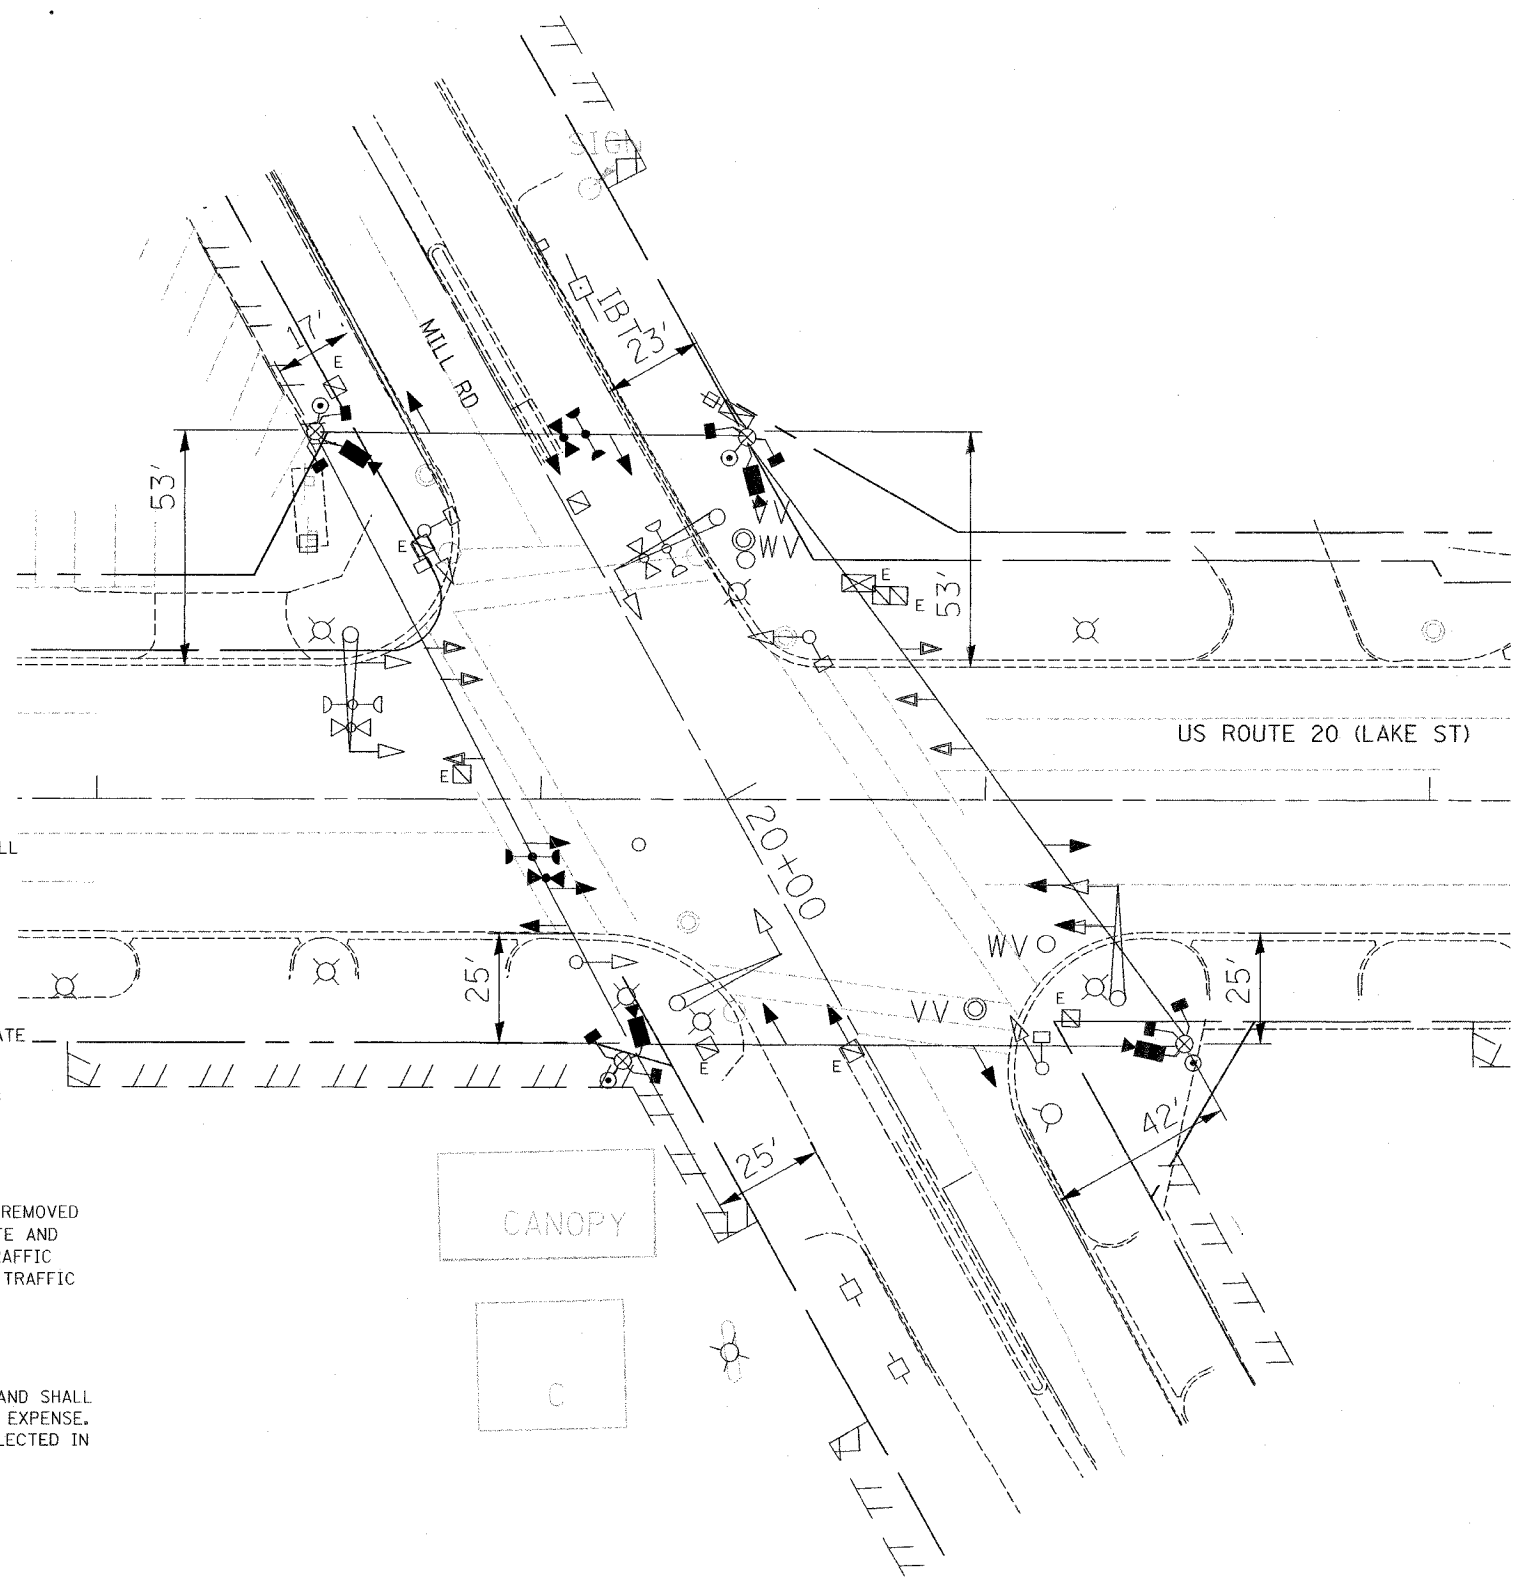 SIGN
IBT
MILL RD
17'
23'
E
53'
VV
WV
E
E
E
53'
US ROUTE 20 (LAKE ST)
E
20+00
LL
WV
25'
25'
VV
E
ATE
E
E
42'
25'
REMOVED
TE AND
RAFFIC
TRAFFIC
CANOPY
C
AND SHALL
EXPENSE.
LECTED IN